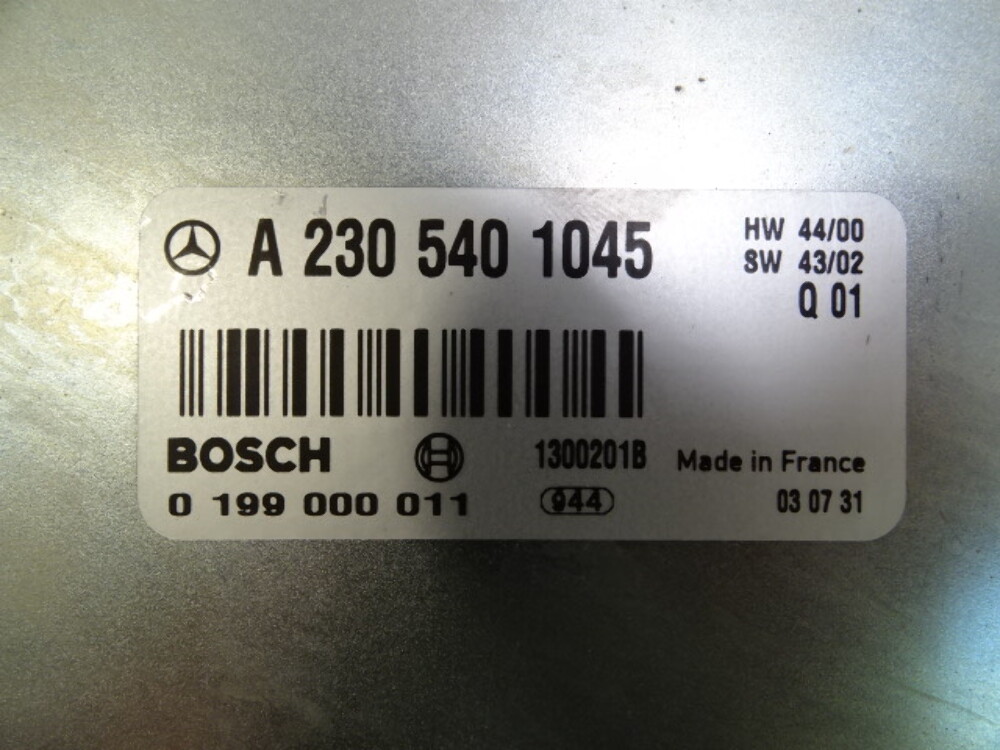 A 230 540 1045 HW 44/00
SW 43/02
Q 01
BOSCH 1300201B Made in France
0 199 000 011 944 03 07 31